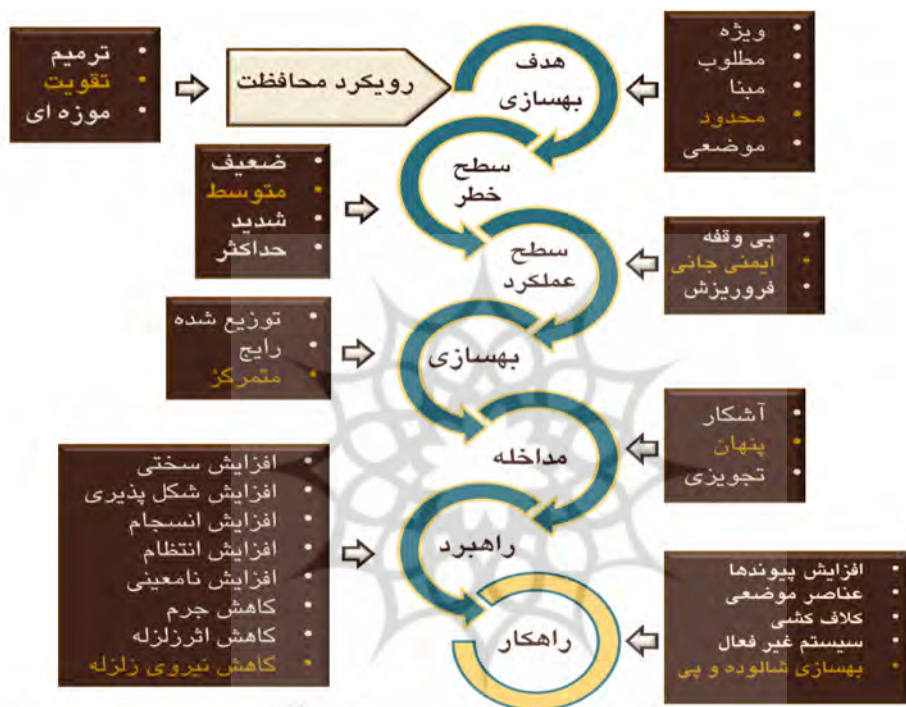 رویکرد محافظت
• ترمیم
• تقویت
• موزه ای
هدف
بهسازی
• ویژه
• مطلوب
• مبنا
• محدود
• موضعی
سطح
خطر
• ضعیف
• متوسط
• شدید
• حداکثر
سطح
عملکرد
• بی وقفه
• ایمنی جانی
• فروریزش
بهسازی
• توزیع شده
• رایج
• متمرکز
مداخله
• آشکار
• پنهان
• تجویزی
راهبرد
• افزایش سختی
• افزایش شکل پذیری
• افزایش انسجام
• افزایش انتظام
• افزایش نامعینی
• کاهش جرم
• کاهش اثرزلزله
• کاهش نیروی زلزله
راهکار
• افزایش پیوندها
• عناصر موضعی
• کلاف کشی
• سیستم غیر فعال
• بهسازی شالوده و پی